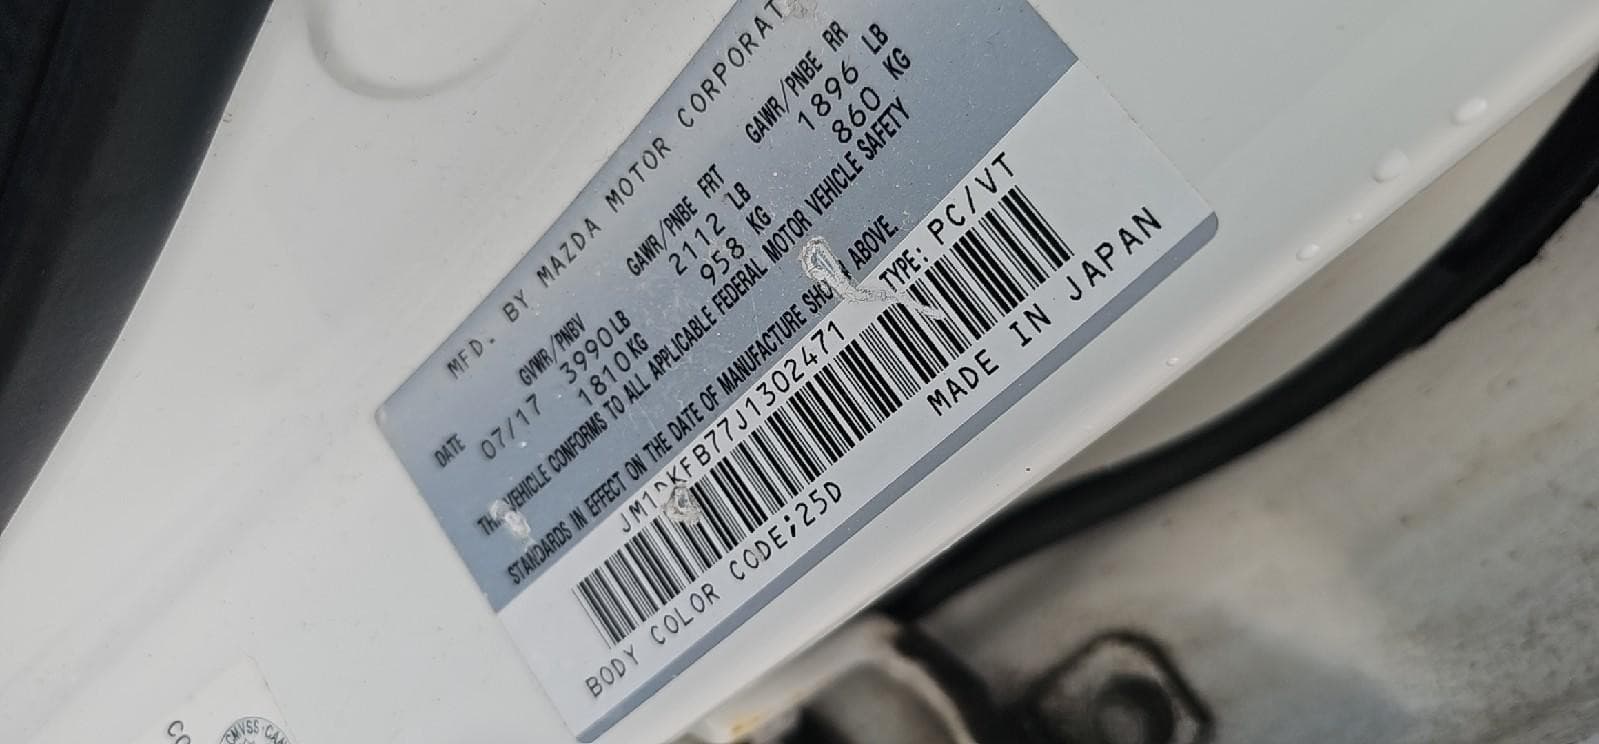 MFD. BY MAZDA MOTOR CORPORAT
DATE GVWR/PNBV GAWR/PNBE FRT GAWR/PNBE RR
07/17 3990LB 2112 LB 1896 LB
1810KG 958 KG 860 KG
VEHICLE CONFORMS TO ALL APPLICABLE FEDERAL MOTOR VEHICLE SAFETY
STANDARDS IN EFFECT ON THE DATE OF MANUFACTURE ABOVE.
JM1DKFB77J1302471 TYPE: PC/VT
BODY COLOR CODE;25D MADE IN JAPAN
CMVSS